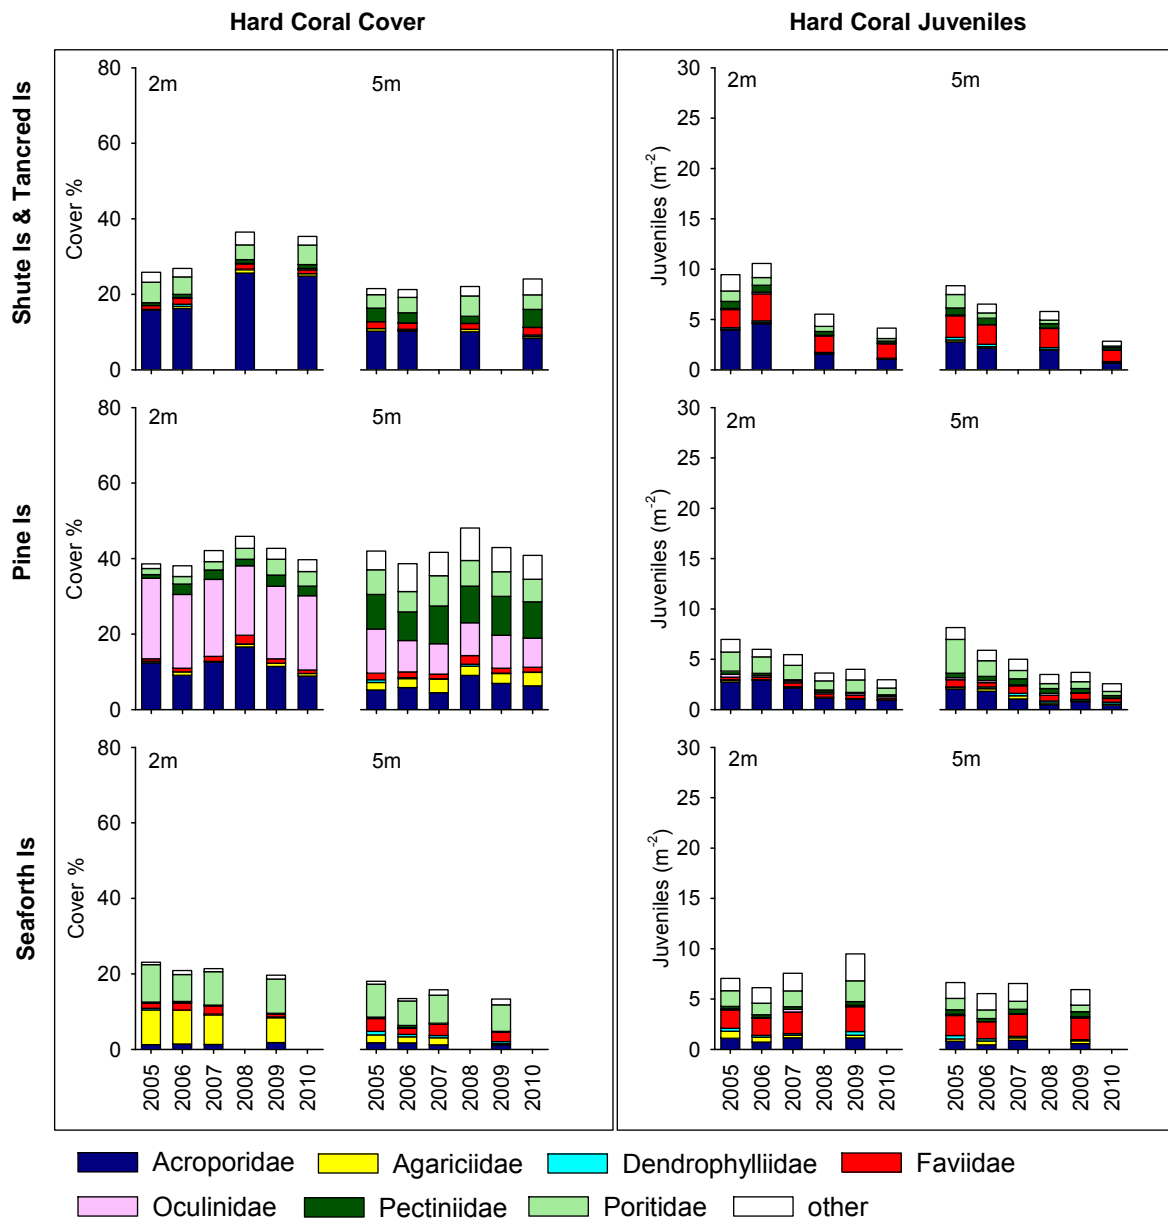 Hard Coral Cover
Hard Coral Juveniles
Shute Is & Tancred Is
Cover %
80
60
40
20
0
2m
5m
Juveniles (m-2)
30
25
20
15
10
5
0
2m
5m
Pine Is
Cover %
80
60
40
20
0
2m
5m
Juveniles (m-2)
30
25
20
15
10
5
0
2m
5m
Seaforth Is
Cover %
80
60
40
20
0
2m
5m
Juveniles (m-2)
30
25
20
15
10
5
0
2m
5m
2005 2006 2007 2008 2009 2010 2005 2006 2007 2008 2009 2010 2005 2006 2007 2008 2009 2010 2005 2006 2007 2008 2009 2010
Acroporidae Agariciidae Dendrophylliidae Faviidae
Oculinidae Pectiniidae Poritidae other